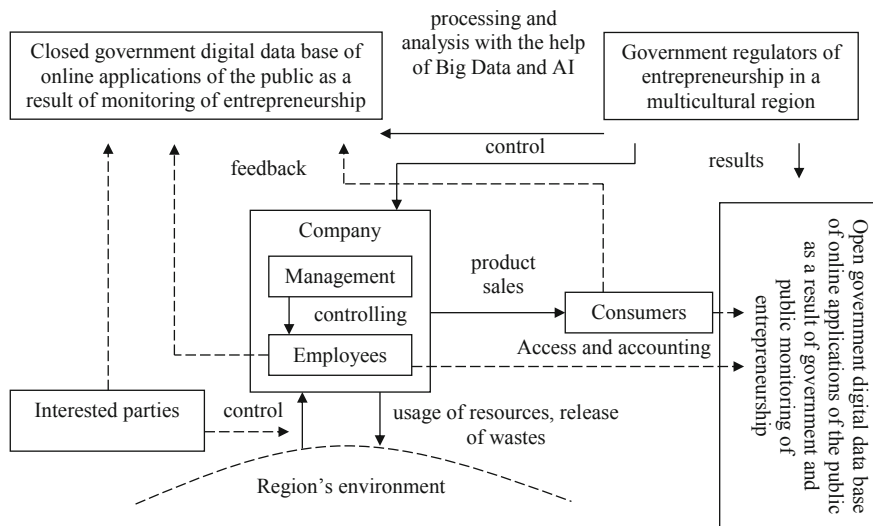 Closed government digital data base of
online applications of the public as a
result of monitoring of entrepreneurship
processing and
analysis with the help
of Big Data and AI
Government regulators of
entrepreneurship in a
multicultural region
control
feedback
results
Company
Management
controlling
Employees
product
sales
Consumers
Access and accounting
Open government digital data base
of online applications of the public
as a result of government and
public monitoring of
entrepreneurship
Interested parties
control
usage of resources, release
of wastes
Region's environment